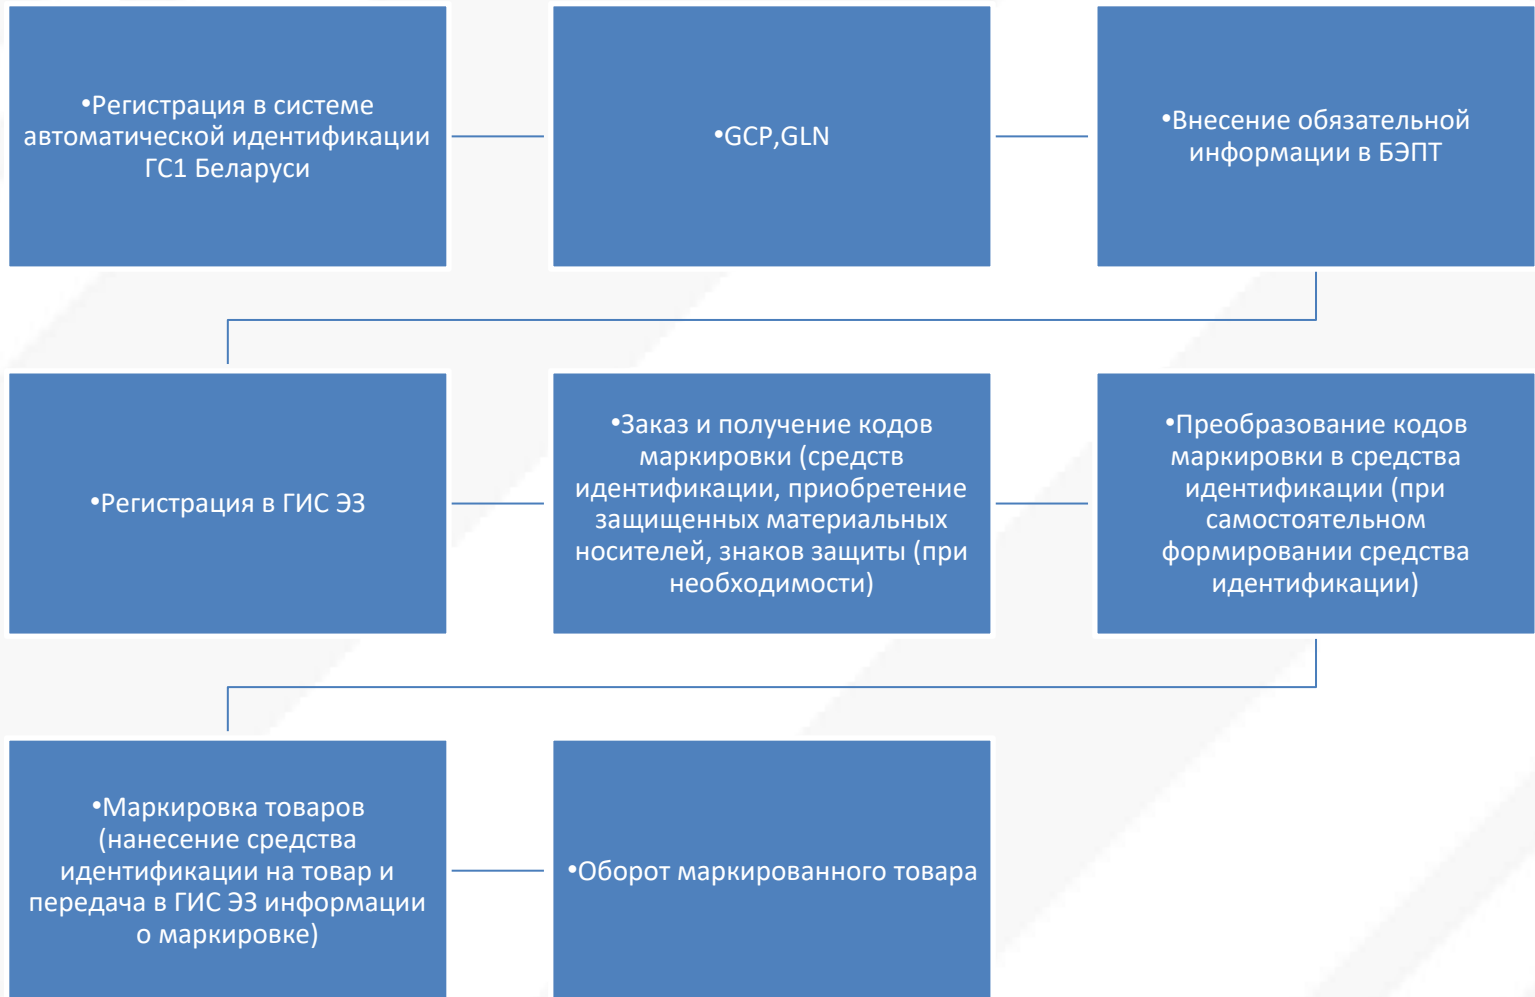 •Регистрация в системе
автоматической идентификации
ГС1 Беларуси
•GCP,GLN
•Внесение обязательной
информации в БЭПТ
•Регистрация в ГИС ЭЗ
•Заказ и получение кодов
маркировки (средств
идентификации, приобретение
защищенных материальных
носителей, знаков защиты (при
необходимости)
•Преобразование кодов
маркировки в средства
идентификации (при
самостоятельном
формировании средства
идентификации)
•Маркировка товаров
(нанесение средства
идентификации на товар и
передача в ГИС ЭЗ информации
о маркировке)
•Оборот маркированного товара